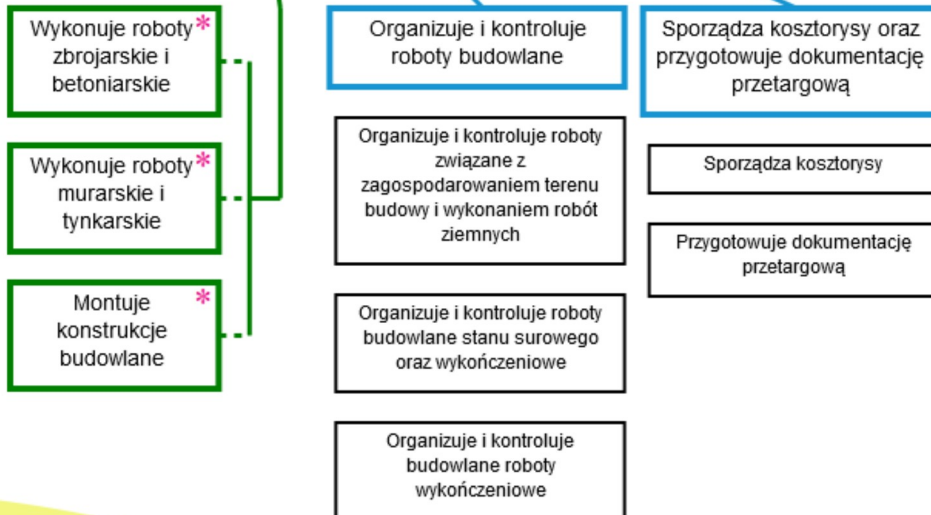 Wykonuje roboty*
zbrojarskie i
betoniarskie
Wykonuje roboty*
murarskie i
tynkarskie
Montuje *
konstrukcje
budowlane
Organizuje i kontroluje
roboty budowlane
Organizuje i kontroluje roboty
związane z
zagospodarowaniem terenu
budowy i wykonaniem robót
ziemnych
Organizuje i kontroluje roboty
budowlane stanu surowego
oraz wykończeniowe
Organizuje i kontroluje
budowlane roboty
wykończeniowe
Sporządza kosztorysy oraz
przygotowuje dokumentację
przetargową
Sporządza kosztorysy
Przygotowuje dokumentację
przetargową